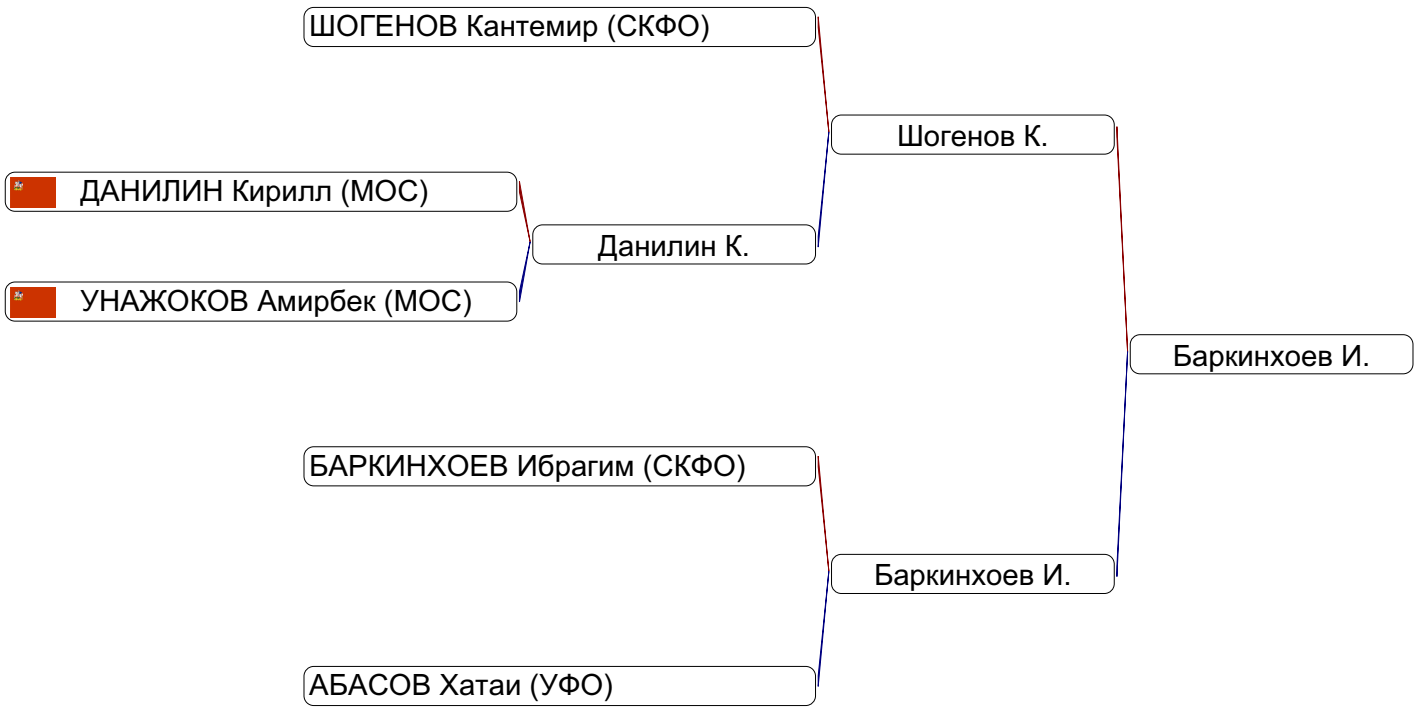 ШОГЕНОВ Кантемир (СКФО)
Шогенов К.
ДАНИЛИН Кирилл (МОС)
Данилин К.
УНАЖОКОВ Амирбек (МОС)
Баркинхоев И.
БАРКИНХОЕВ Ибрагим (СКФО)
Баркинхоев И.
АБАСОВ Хатаи (УФО)